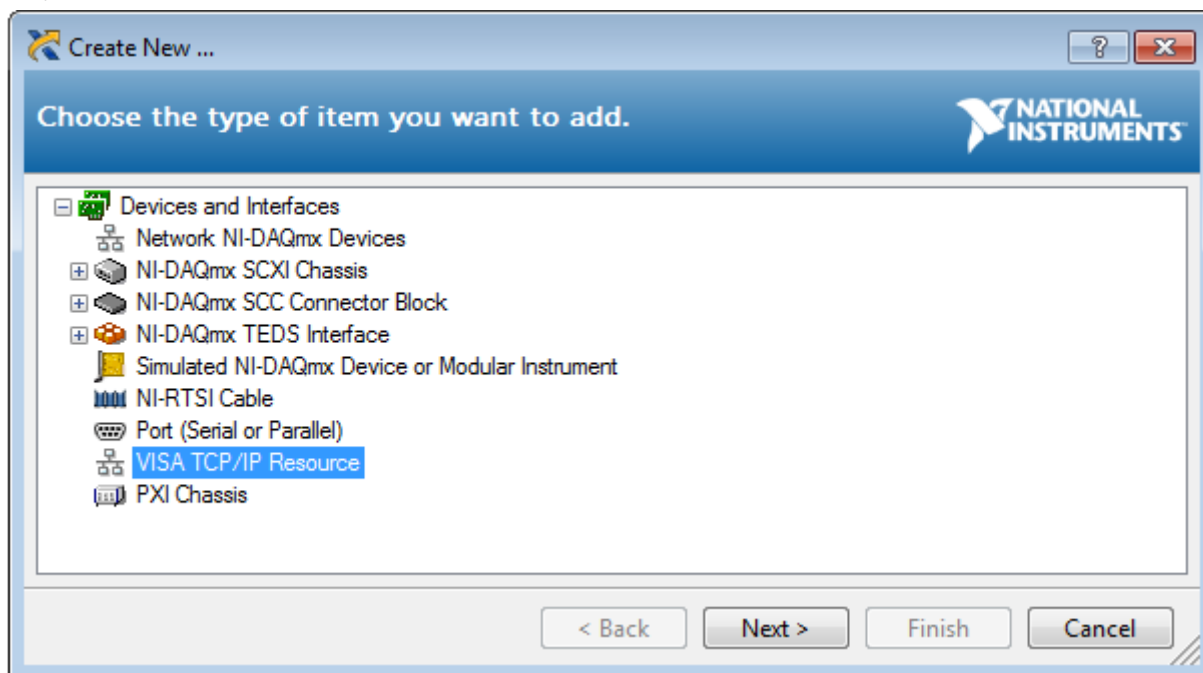 Create New ...
Choose the type of item you want to add.
NATIONAL
INSTRUMENTS
Devices and Interfaces
Network NI-DAQmx Devices
NI-DAQmx SCXI Chassis
NI-DAQmx SCC Connector Block
NI-DAQmx TEDS Interface
Simulated NI-DAQmx Device or Modular Instrument
NI-RTSI Cable
Port (Serial or Parallel)
VISA TCP/IP Resource
PXI Chassis
< Back Next > Finish Cancel